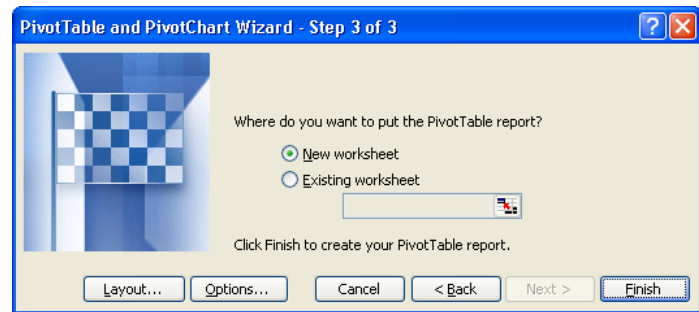 PivotTable and PivotChart Wizard - Step 3 of 3
Where do you want to put the PivotTable report?
New worksheet
Existing worksheet
Click Finish to create your PivotTable report.
Layout... Options... Cancel < Back Next > Finish